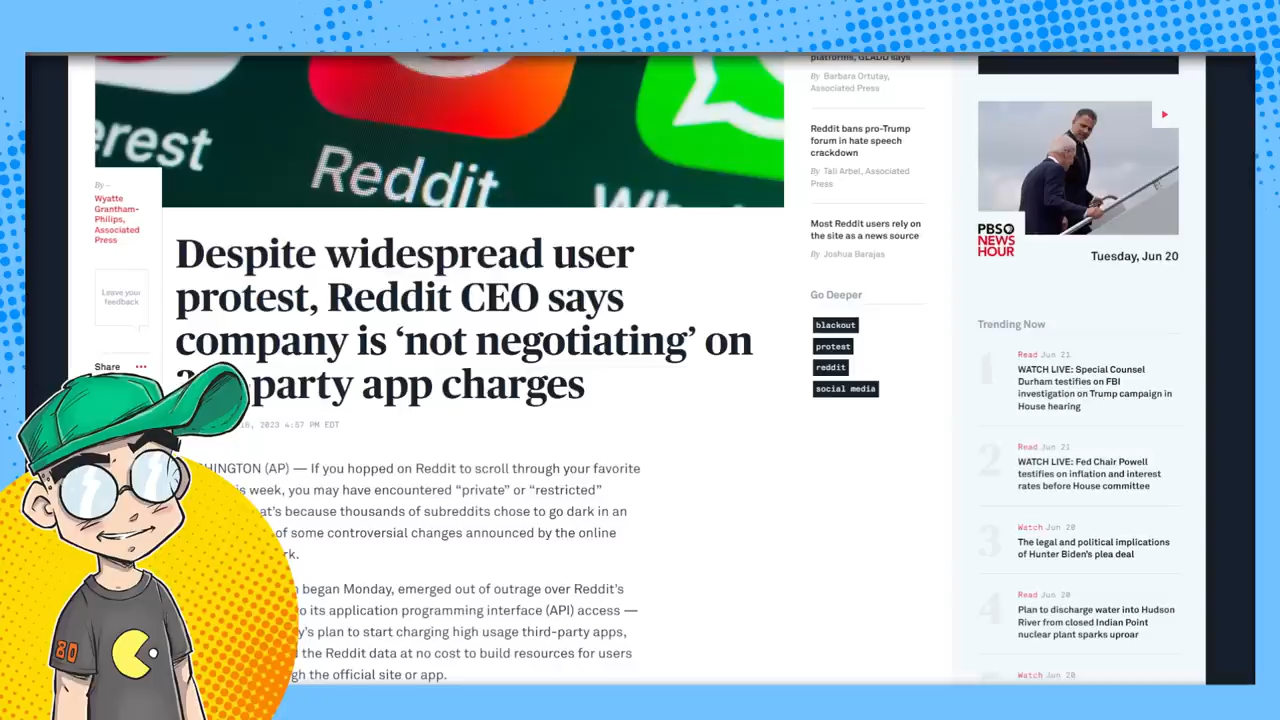 erest
Reddit
By –
Wyatte
Grantham-
Philips,
Associated
Press
Leave your
feedback
Share
Despite widespread user
protest, Reddit CEO says
company is ‘not negotiating’ on
party app charges
2023 4:57 PM EDT
HINGTON (AP) — If you hopped on Reddit to scroll through your favorite
is week, you may have encountered “private” or “restricted”
at’s because thousands of subreddits chose to go dark in an
of some controversial changes announced by the online
rk.
began Monday, emerged out of outrage over Reddit’s
o its application programming interface (API) access —
y’s plan to start charging high usage third-party apps,
the Reddit data at no cost to build resources for users
gh the official site or app.
80
platforms, GLAAD says
By Barbara Ortutay,
Associated Press
Reddit bans pro-Trump
forum in hate speech
crackdown
By Tali Arbel, Associated
Press
Most Reddit users rely on
the site as a news source
By Joshua Barajas
Go Deeper
blackout
protest
reddit
social media
PBS
NEWS
HOUR
Tuesday, Jun 20
Trending Now
1
Read Jun 21
WATCH LIVE: Special Counsel
Durham testifies on FBI
investigation on Trump campaign in
House hearing
2
Read Jun 21
WATCH LIVE: Fed Chair Powell
testifies on inflation and interest
rates before House committee
3
Watch Jun 20
The legal and political implications
of Hunter Biden’s plea deal
4
Read Jun 20
Plan to discharge water into Hudson
River from closed Indian Point
nuclear plant sparks uproar
Watch Jun 20